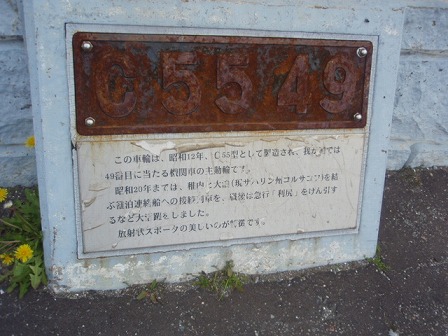 C5549
この車輪は、昭和12年、C55型として製造され、我が国では
49番目に当たる機関車の主動輪です。
昭和20年までは、稚内と大泊(現サハリン州コルサコフ)を結
ぶ稚泊連絡船への接続列車を、戦後は急行「利尻」をけん引す
るなど大活躍をしました。
放射状スポークの美しいのが特徴です。